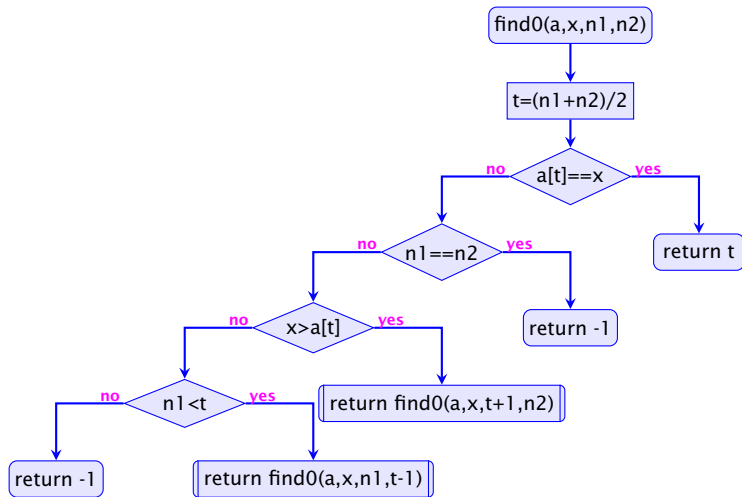 find0(a,x,n1,n2)
t=(n1+n2)/2
a[t]==x
no
yes
n1==n2
return t
no
yes
x>a[t]
return -1
no
yes
n1<t
return find0(a,x,t+1,n2)
no
yes
return -1
return find0(a,x,n1,t-1)